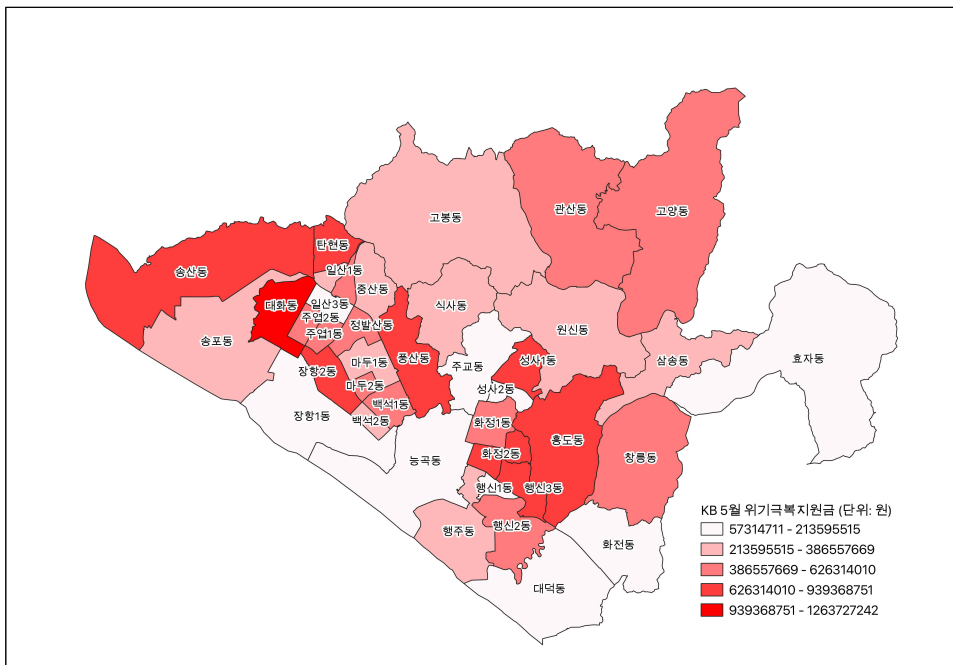 고봉동
관산동
고양동
탄현동
송산동
일산1동
중산동
대화동
일산3동
식사동
주엽2동
정발산동
주엽1동
송포동
원신동
풍산동
마두1동
주교동
성사1동
삼송동
효자동
장항2동
마두2동
성사2동
백석1동
장항1동
백석2동
화정1동
흥도동
화정2동
능곡동
창릉동
행신1동
행신3동
행주동
행신2동
화전동
대덕동
KB 5월 위기극복지원금 (단위: 원)
57314711 - 213595515
213595515 - 386557669
386557669 - 626314010
626314010 - 939368751
939368751 - 1263727242